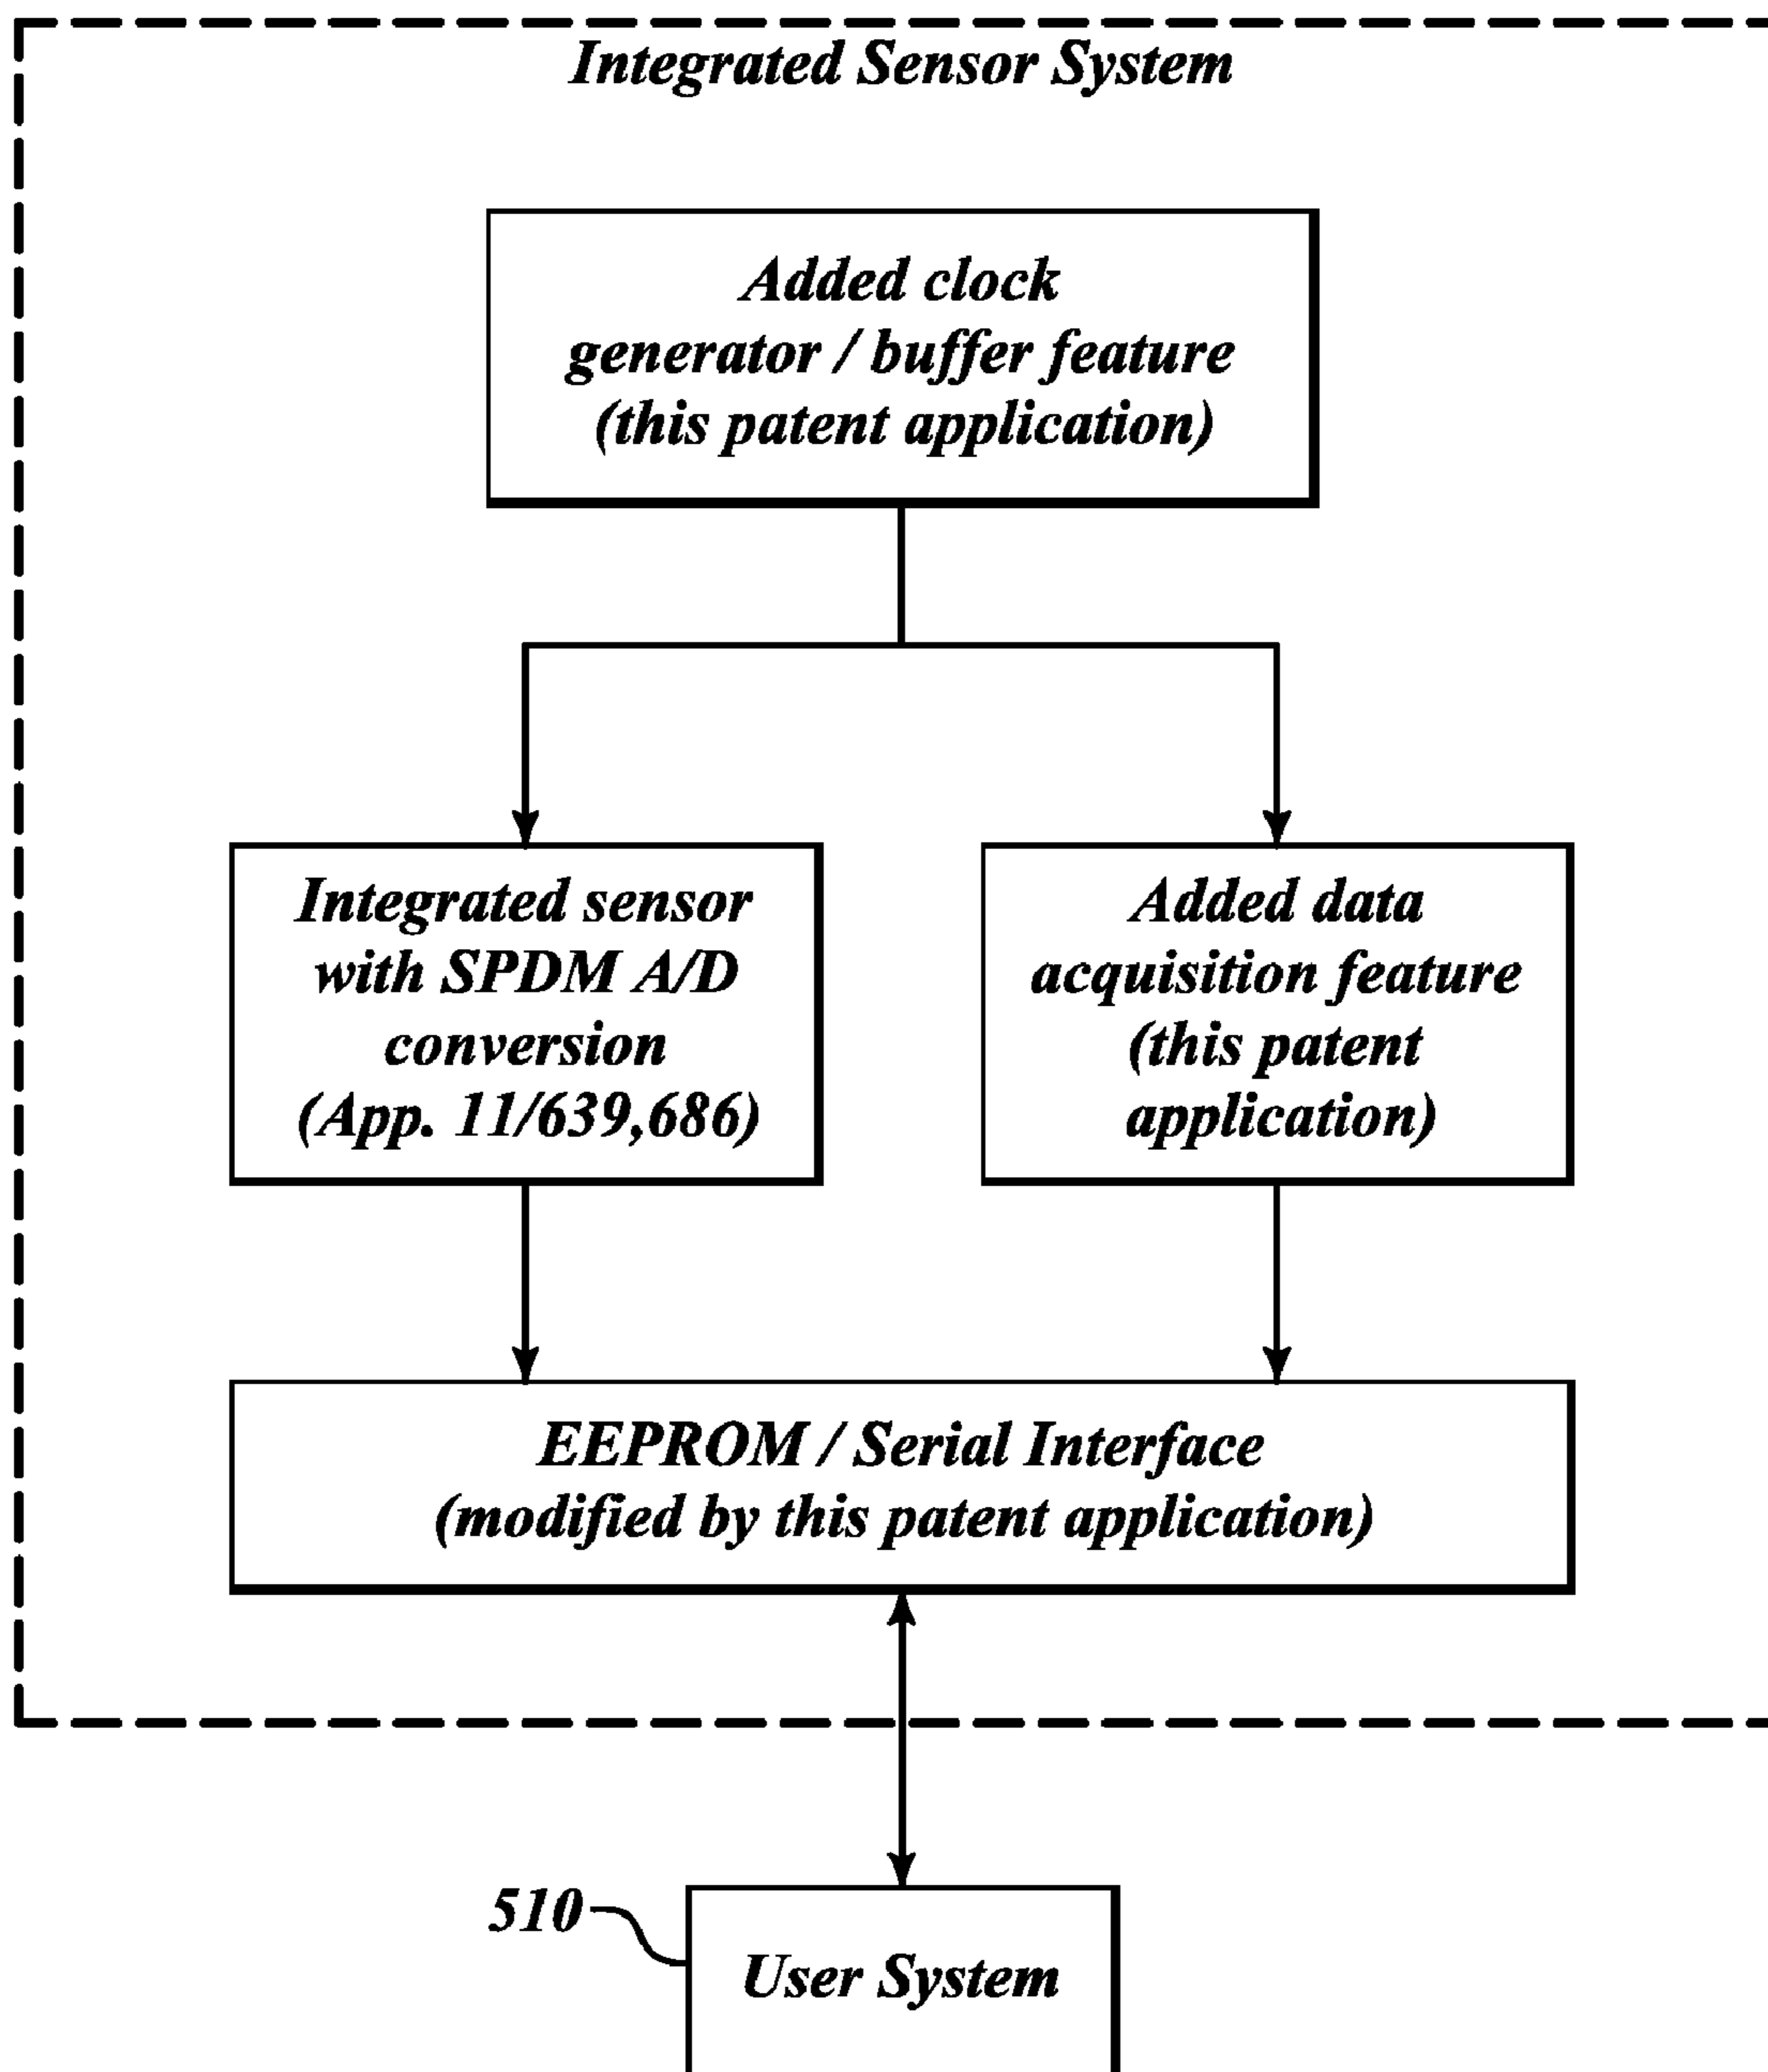 Integrated Sensor System
Added clock
generator / buffer feature
(this patent application)
Integrated sensor
with SPDM A/D
conversion
(App. 11/639,686)
Added data
acquisition feature
(this patent
application)
EEPROM / Serial Interface
(modified by this patent application)
510
User System